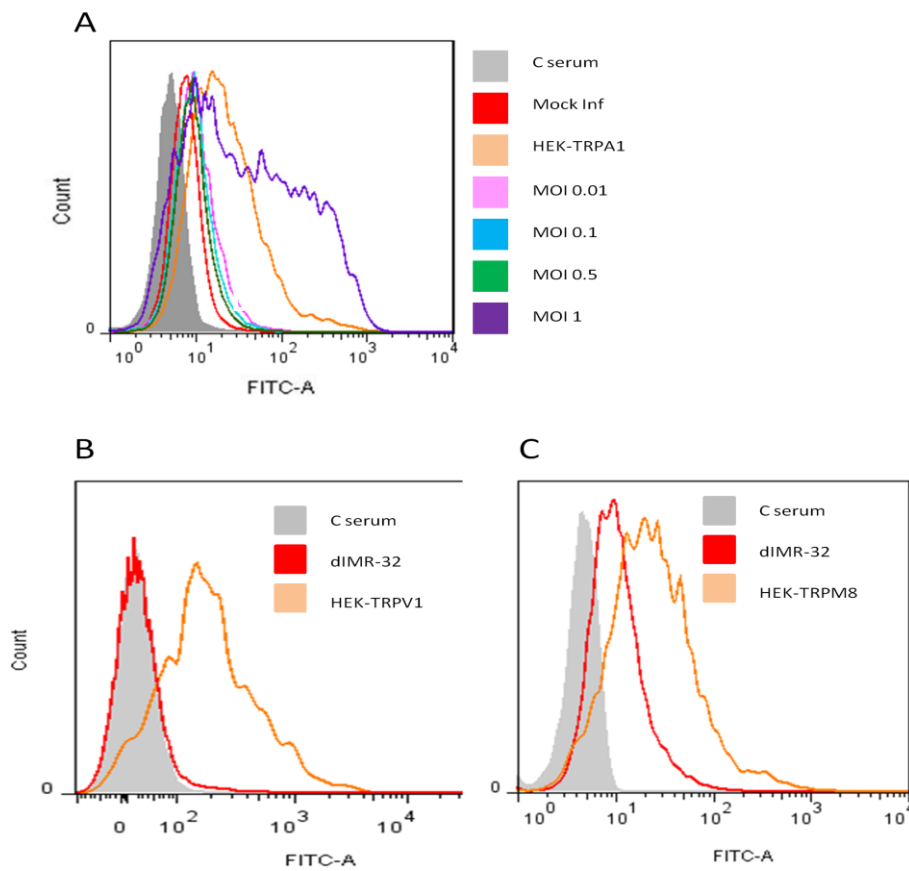 A
C serum
Mock Inf
HEK-TRPA1
MOI 0.01
MOI 0.1
MOI 0.5
MOI 1
Count
0
10^0 10^1 10^2 10^3 10^4
FITC-A
B
C serum
dIMR-32
HEK-TRPV1
Count
0
0 10^2 10^3 10^4
FITC-A
C
C serum
dIMR-32
HEK-TRPM8
0
10^0 10^1 10^2 10^3 10^4
FITC-A